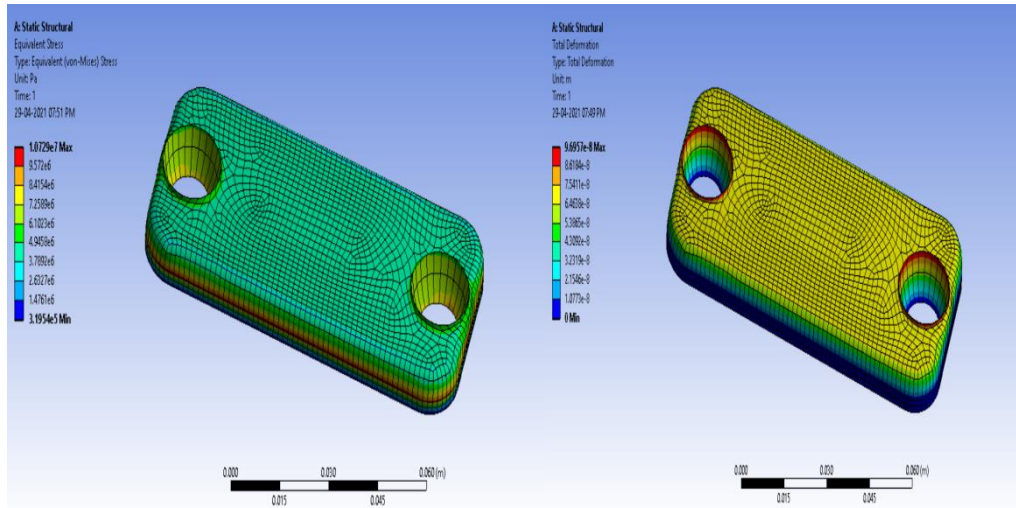 A: Static Structural
Equivalent Stress
Type: Equivalent (von-Mises) Stress
Unit: Pa
Time: 1
29-04-2021 07:51 PM
1.0729e7 Max
9.572e6
8.4154e6
7.2589e6
6.1023e6
4.9458e6
3.7892e6
2.6327e6
1.4761e6
3.1954e5 Min
0.000
0.030
0.060 (m)
0.015
0.045
A: Static Structural
Total Deformation
Type: Total Deformation
Unit: m
Time: 1
29-04-2021 07:49 PM
9.6957e-8 Max
8.6184e-8
7.5411e-8
6.4638e-8
5.3865e-8
4.3092e-8
3.2319e-8
2.1546e-8
1.0773e-8
0 Min
0.000
0.030
0.060 (m)
0.015
0.045